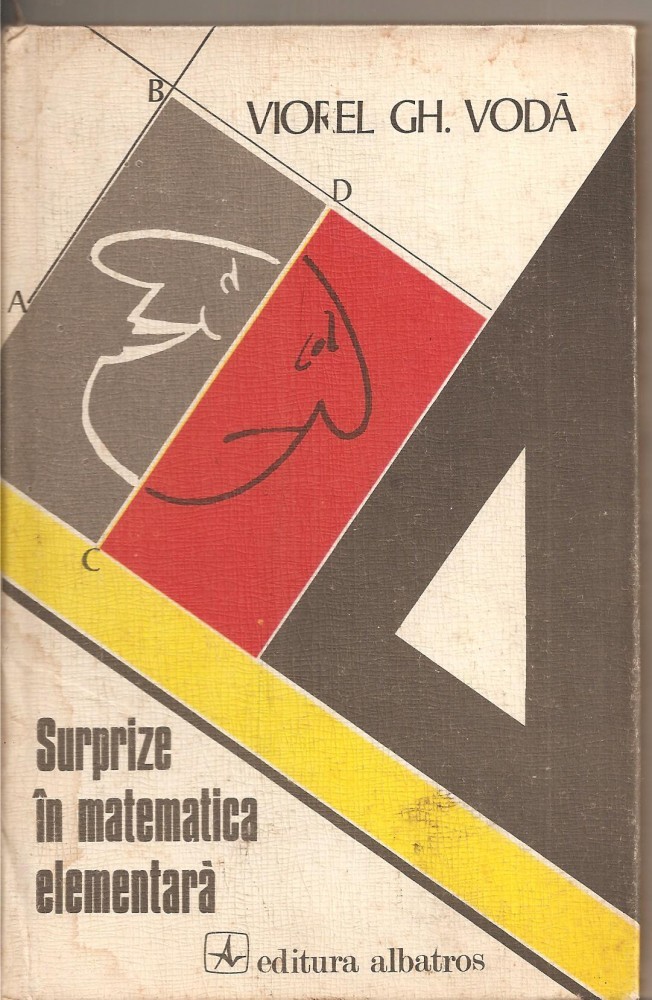 VIOREL GH. VODĂ
B
D
A
C
Surprize
în matematica
elementară
editura albatros